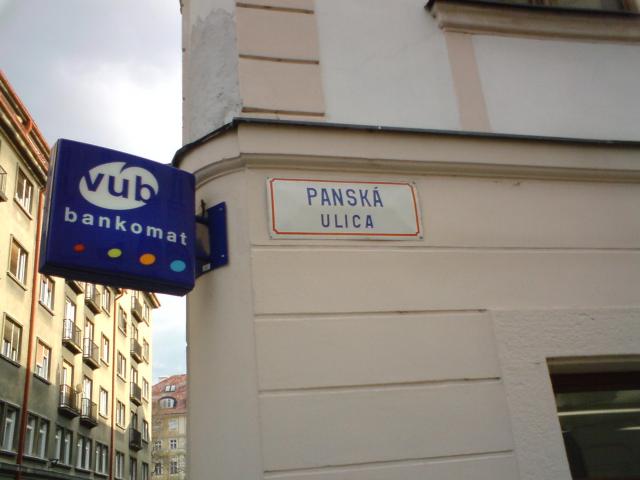 vub
bankomat
PANSKÁ
ULICA